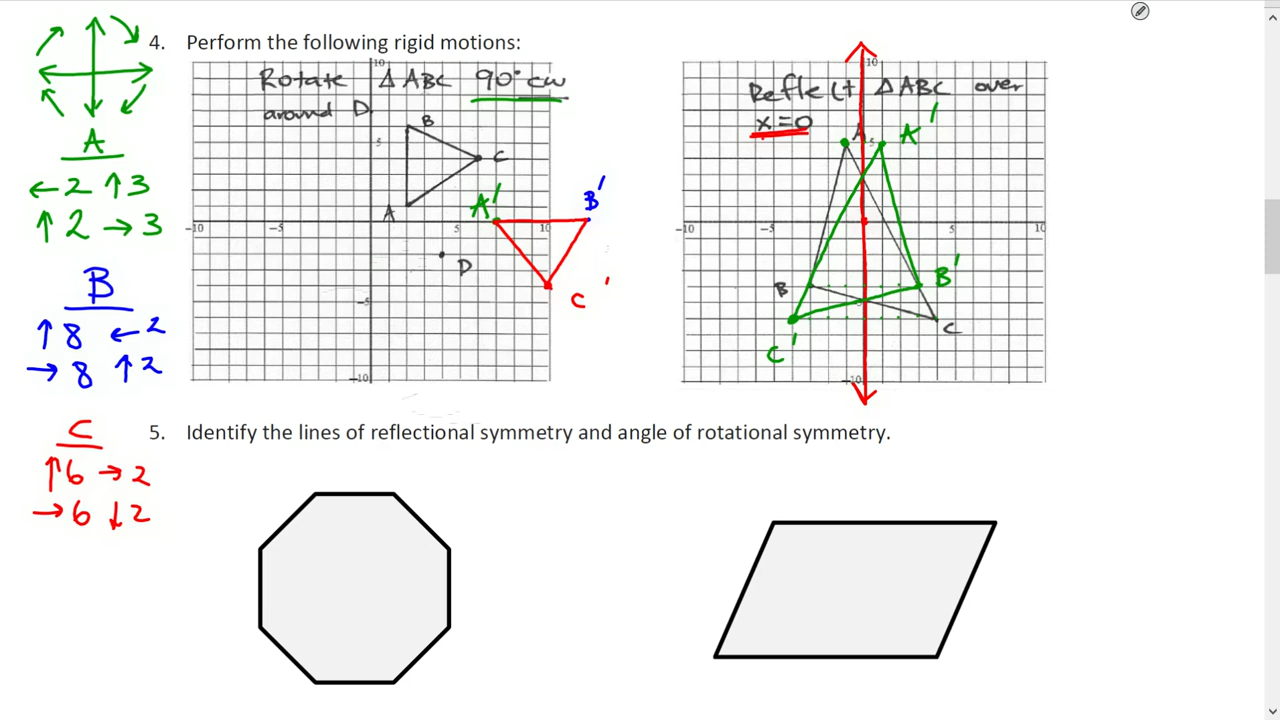 4. Perform the following rigid motions:
Rotate △ABC 90° cw
around D.
10
5
-10
-5
5
10
-5
-10
B
C
A
D
A'
B'
C'
Reflect △ABC over
x=0
10
5
-10
-5
5
10
-10
A
A'
B
B'
C
C'
A
←2 ↑3
↑2 →3
B
↑8 ←2
→8 ↑2
C
↑6 →2
→6 ↓2
5. Identify the lines of reflectional symmetry and angle of rotational symmetry.